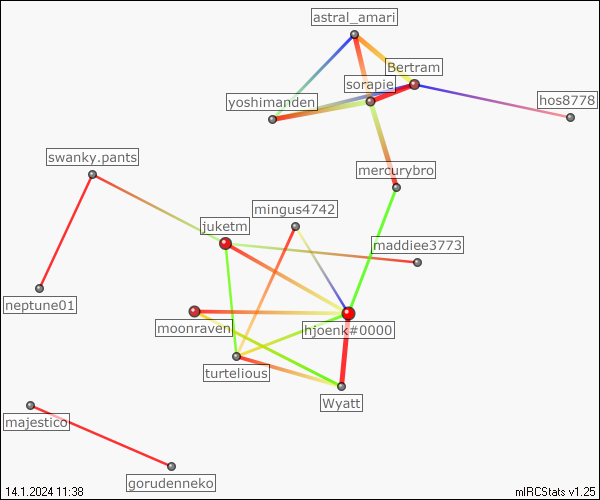 astral_amari
Bertram
sorapie
yoshimanden
hos8778
swanky.pants
mercurybro
mingus4742
juketm
maddiee3773
neptune01
moonraven
hjoenk#0000
turtelious
Wyatt
majestico
gorudenneko
14.1.2024 11:38
mIRCStats v1.25